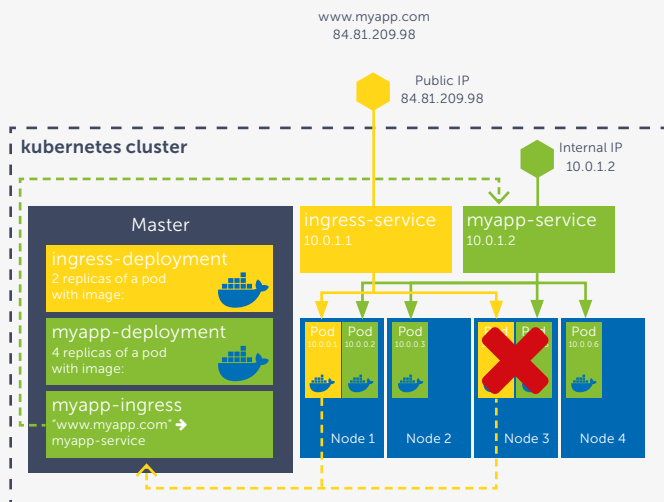 www.myapp.com
84.81.209.98
Public IP
84.81.209.98
kubernetes cluster
Internal IP
10.0.1.2
Master
ingress-deployment
2 replicas of a pod
with image:
myapp-deployment
4 replicas of a pod
with image:
myapp-ingress
"www.myapp.com" ➔
myapp-service
ingress-service
10.0.1.1
myapp-service
10.0.1.2
Pod
10.0.0.1
10.0.0.2
Pod
10.0.0.3
Pod
10.0.0.6
Node 1
Node 2
Node 3
Node 4